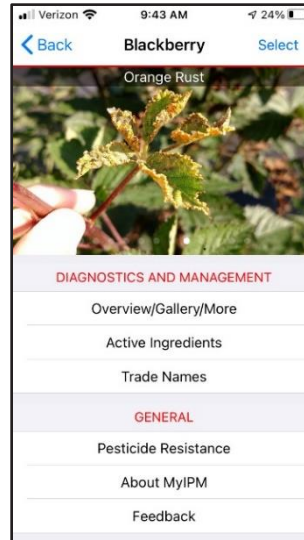 Verizon 9:43 AM 24%
Back Blackberry Select
Orange Rust
DIAGNOSTICS AND MANAGEMENT
Overview/Gallery/More
Active Ingredients
Trade Names
GENERAL
Pesticide Resistance
About MyIPM
Feedback